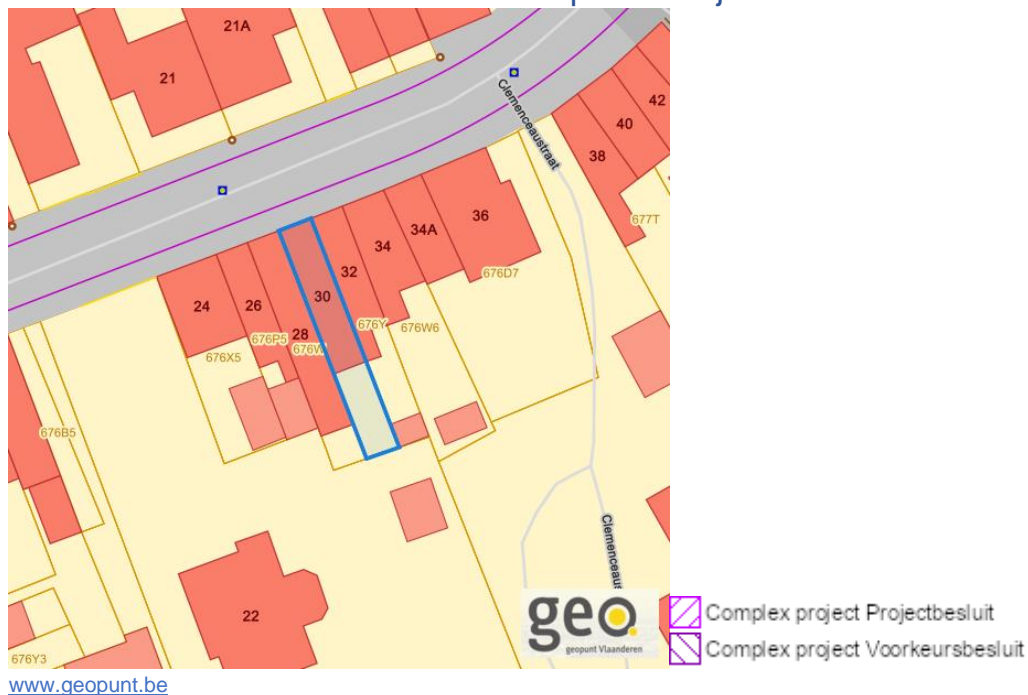 21A
21
Clemenceaustraat
42
40
38
677T
36
34A
34
32
30
28
26
24
676D7
676Y
676W6
676P5
676W
676X5
676B5
22
Clemenceaus
676Y3
geo.
geopunt Vlaanderen
Complex project Projectbesluit
Complex project Voorkeursbesluit
www.geopunt.be